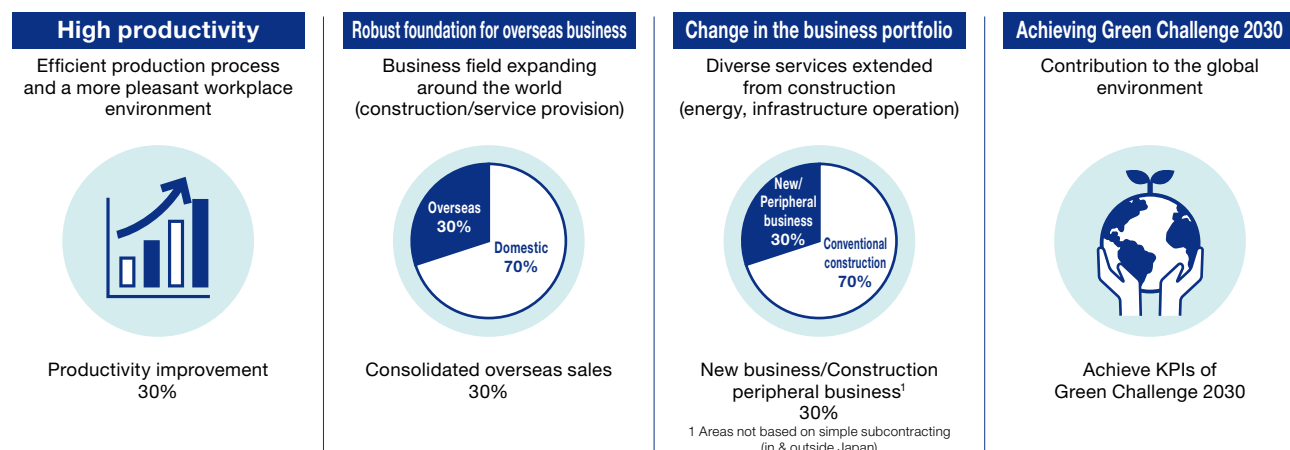 High productivity
Efficient production process
and a more pleasant workplace
environment
Productivity improvement
30%
Robust foundation for overseas business
Business field expanding
around the world
(construction/service provision)
Overseas
30%
Domestic
70%
Consolidated overseas sales
30%
Change in the business portfolio
Diverse services extended
from construction
(energy, infrastructure operation)
New/
Peripheral
business
30%
Conventional
construction
70%
New business/Construction
peripheral business¹
30%
1 Areas not based on simple subcontracting
(in & outside Japan)
Achieving Green Challenge 2030
Contribution to the global
environment
Achieve KPIs of
Green Challenge 2030